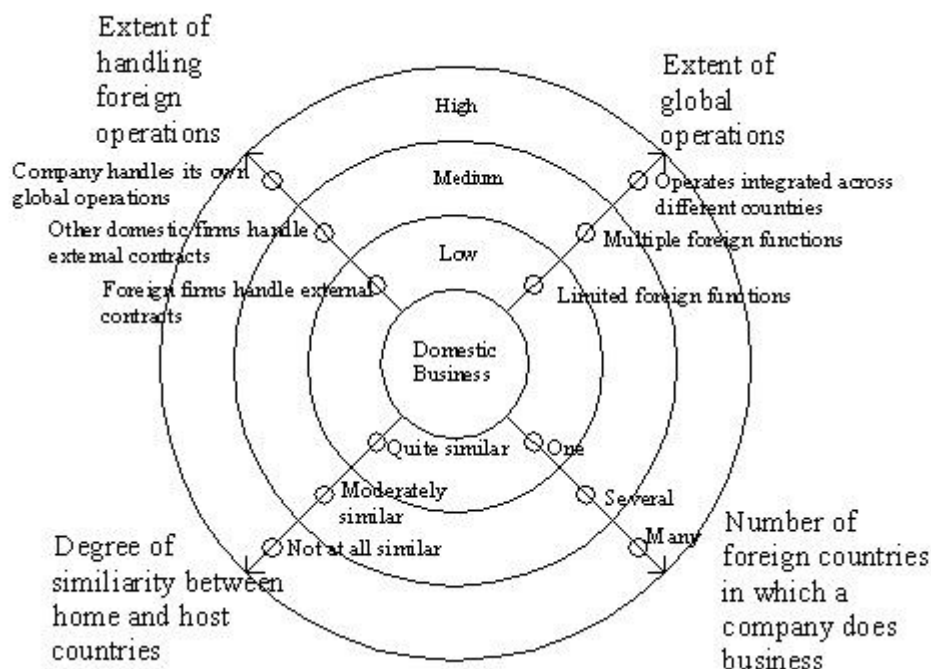 Extent of
handling
foreign
operations
Extent of
global
operations
High
Medium
Low
Domestic
Business
Company handles its own
global operations
Other domestic firms handle
external contracts
Foreign firms handle external
contracts
Operates integrated across
different countries
Multiple foreign functions
Limited foreign functions
Quite similar
Moderately
similar
Not at all similar
One
Several
Many
Degree of
similiarity between
home and host
countries
Number of
foreign countries
in which a
company does
business